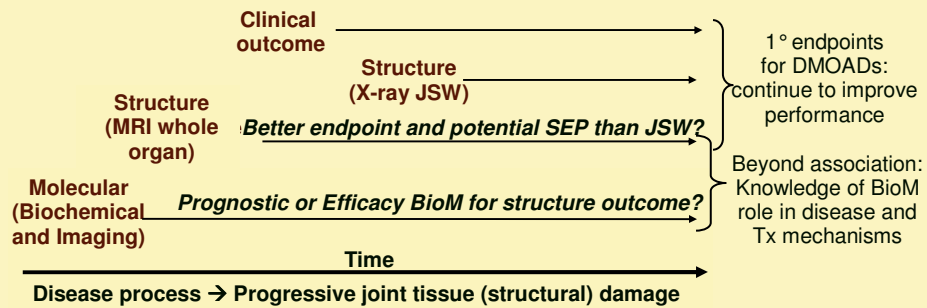 Clinical
outcome
1° endpoints
for DMOADs:
continue to improve
performance
Structure
(X-ray JSW)
Structure
(MRI whole
organ)
Better endpoint and potential SEP than JSW?
Beyond association:
Knowledge of BioM
role in disease and
Tx mechanisms
Molecular
(Biochemical
and Imaging)
Prognostic or Efficacy BioM for structure outcome?
Time
Disease process → Progressive joint tissue (structural) damage